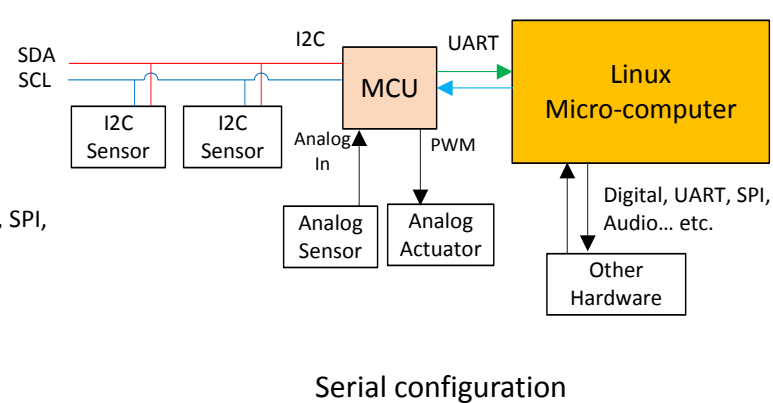 I2C
UART
SDA
SCL
MCU
Linux
Micro-computer
I2C
Sensor
I2C
Sensor
Analog
In
PWM
Digital, UART, SPI,
Audio… etc.
, SPI,
Analog
Sensor
Analog
Actuator
Other
Hardware
Serial configuration